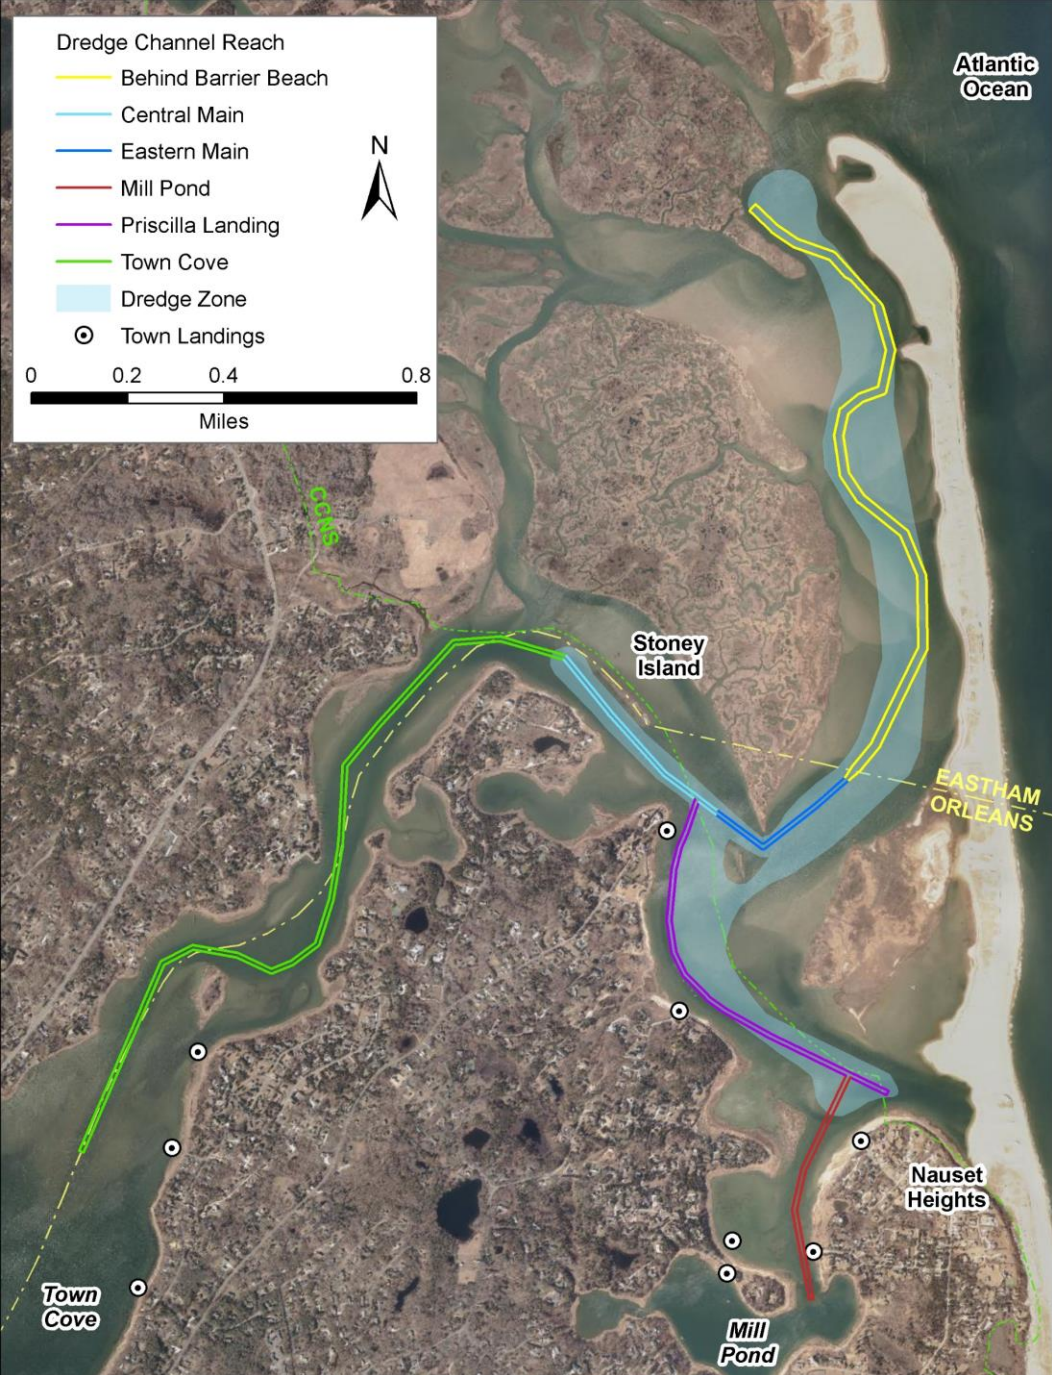 Dredge Channel Reach
Behind Barrier Beach
Central Main
Eastern Main
Mill Pond
Priscilla Landing
Town Cove
Dredge Zone
Town Landings
N
0 0.2 0.4 0.8
Miles
Atlantic
Ocean
CCNS
Stoney
Island
EASTHAM
ORLEANS
Nauset
Heights
Town
Cove
Mill
Pond